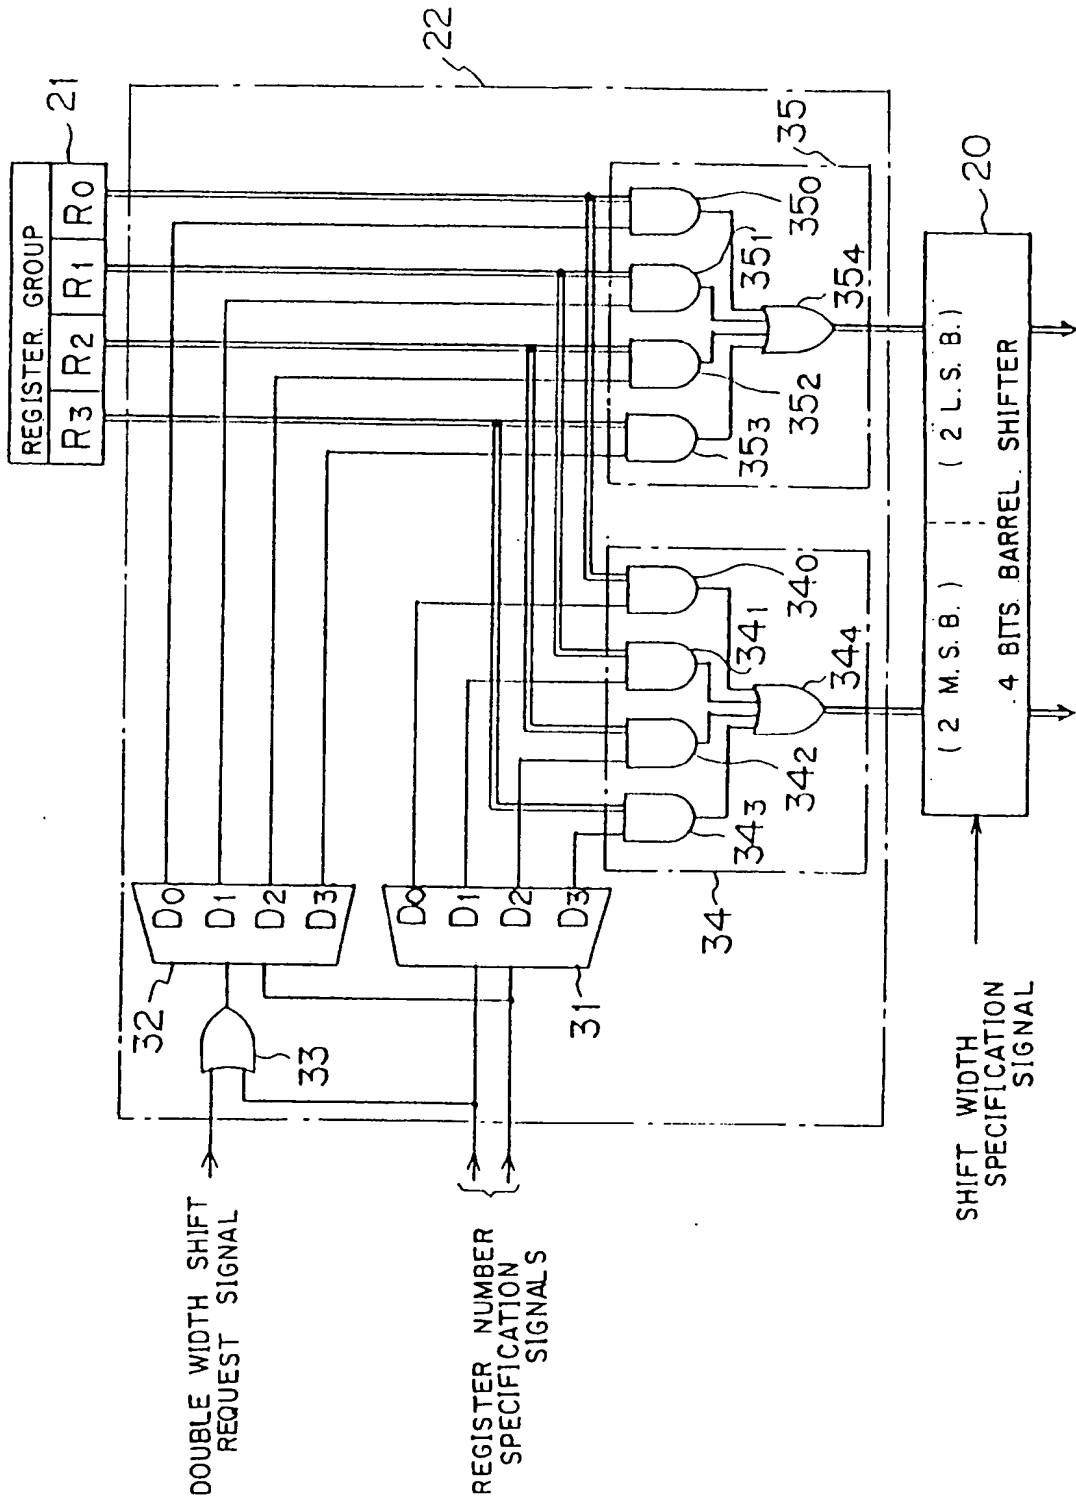 REGISTER GROUP
R3 R2 R1 R0
21
22
D0
D1
D2
D3
32
33
D0
D1
D2
D3
31
DOUBLE WIDTH SHIFT
REQUEST SIGNAL
REGISTER NUMBER
SPECIFICATION
SIGNALS
34
343
342
341
340
344
35
353
352
351
350
354
20
( 2 M. S. B. )
( 2 L. S. B. )
4 BITS BARREL SHIFTER
SHIFT WIDTH
SPECIFICATION
SIGNAL